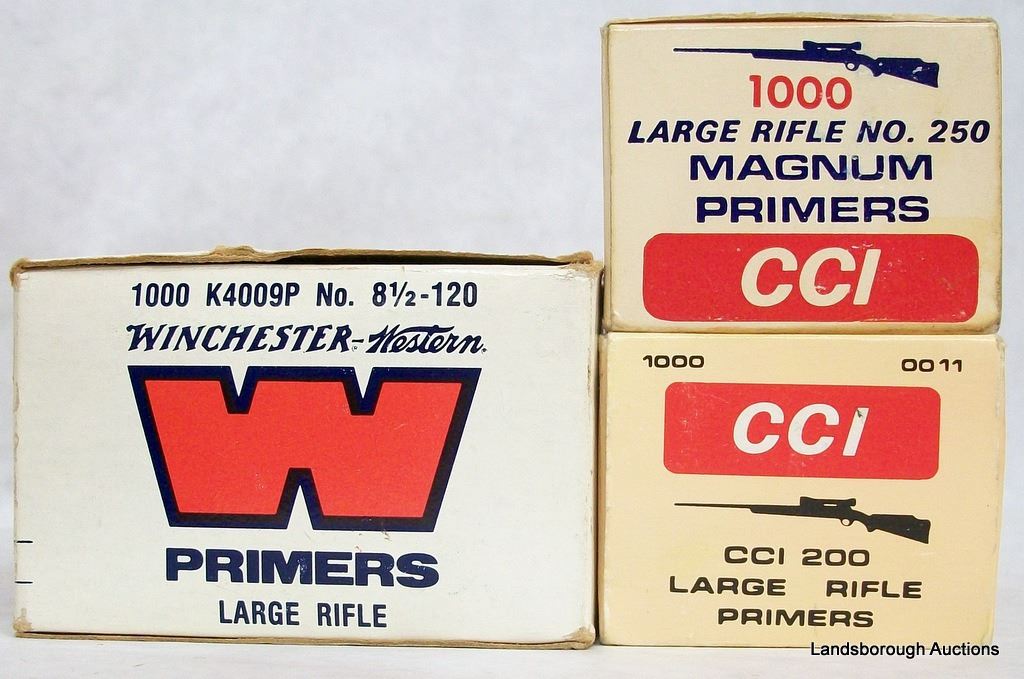 1000 K4009P No. 8½-120
WINCHESTER-Western
W
PRIMERS
LARGE RIFLE
1000
LARGE RIFLE NO. 250
MAGNUM
PRIMERS
CCI
1000 0011
CCI
CCI 200
LARGE RIFLE
PRIMERS
Landsborough Auctions